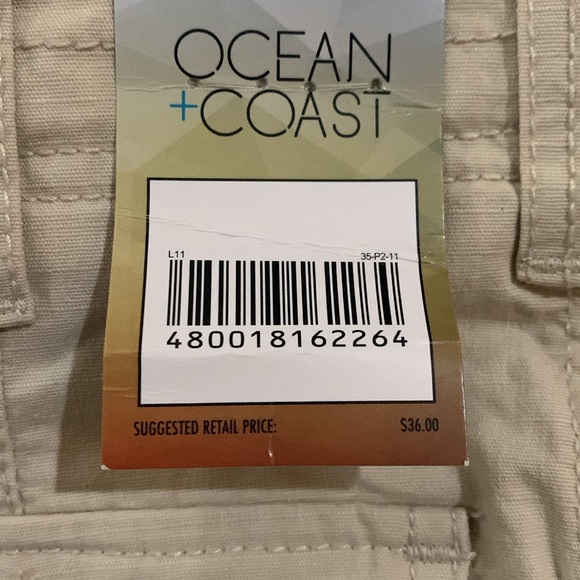 OCEAN
+COAST
L11 35-P2-11
480018162264
SUGGESTED RETAIL PRICE: $36.00